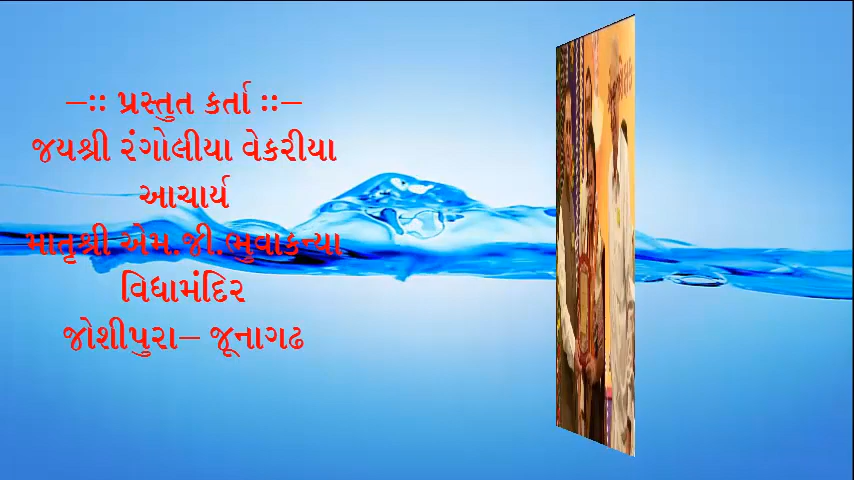 –:: પ્રસ્તુત કર્તા ::–
જયશ્રી રંગોલીયા વેકરીયા
આચાર્ય
માતૃશ્રી એમ.જી.ભુવાકન્યા
વિદ્યામંદિર
જોશીપુરા– જૂનાગઢ